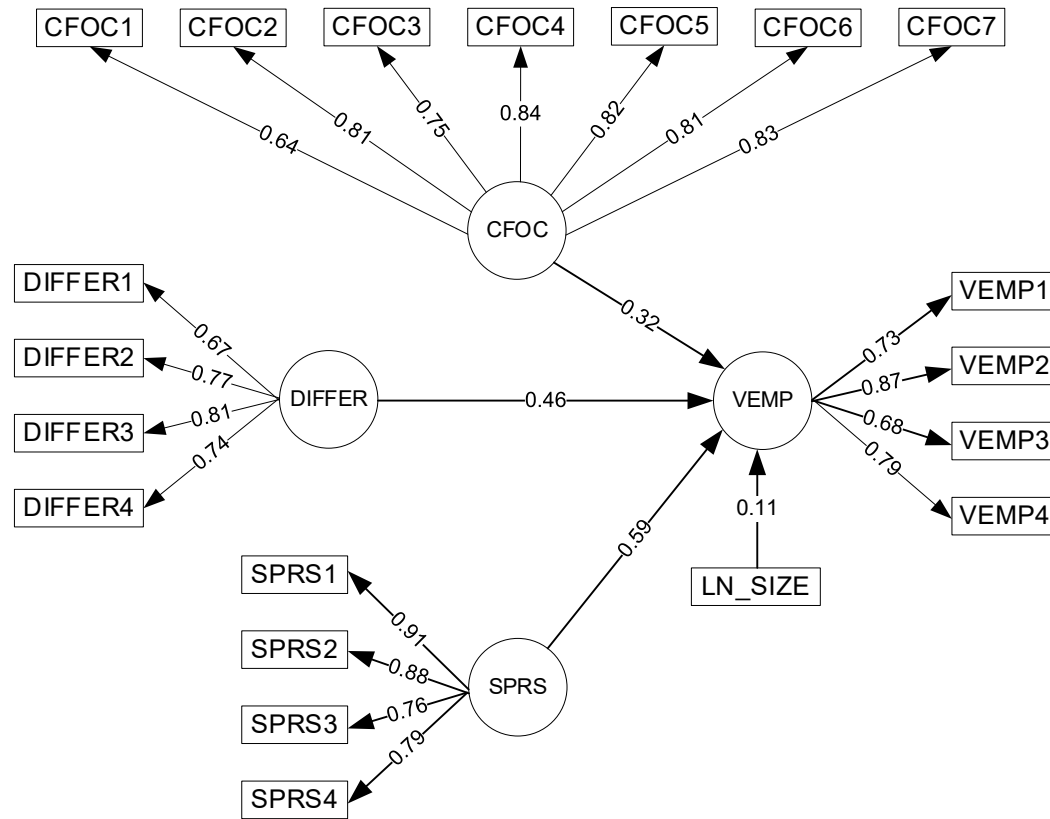 CFOC1 CFOC2 CFOC3 CFOC4 CFOC5 CFOC6 CFOC7
0.64 0.81 0.75 0.84 0.82 0.81 0.83
CFOC
DIFFER1
DIFFER2
DIFFER3
DIFFER4
0.67
0.77
0.81
0.74
DIFFER
0.32
0.46
0.59
0.11
VEMP
0.73
0.87
0.68
0.79
VEMP1
VEMP2
VEMP3
VEMP4
LN_SIZE
SPRS1
SPRS2
SPRS3
SPRS4
0.91
0.88
0.76
0.79
SPRS